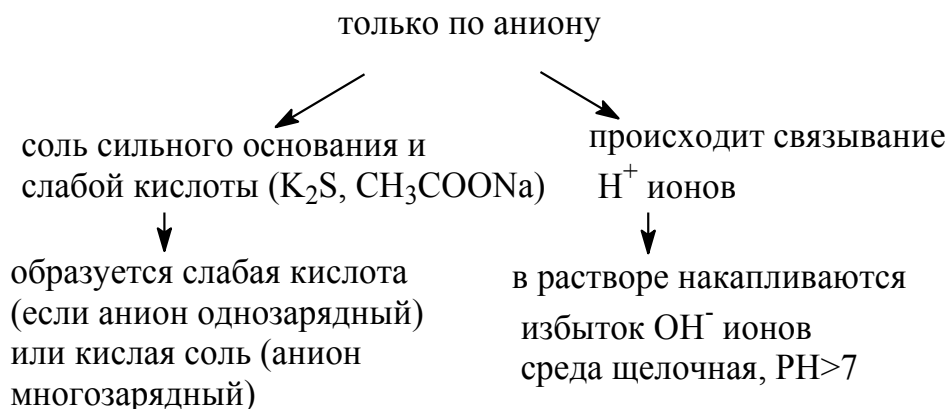 только по аниону
соль сильного основания и
слабой кислоты (K₂S, CH₃COONa)
образуется слабая кислота
(если анион однозарядный)
или кислая соль (анион
многозарядный)
происходит связывание
H⁺ ионов
в растворе накапливаются
избыток OH⁻ ионов
среда щелочная, PH>7